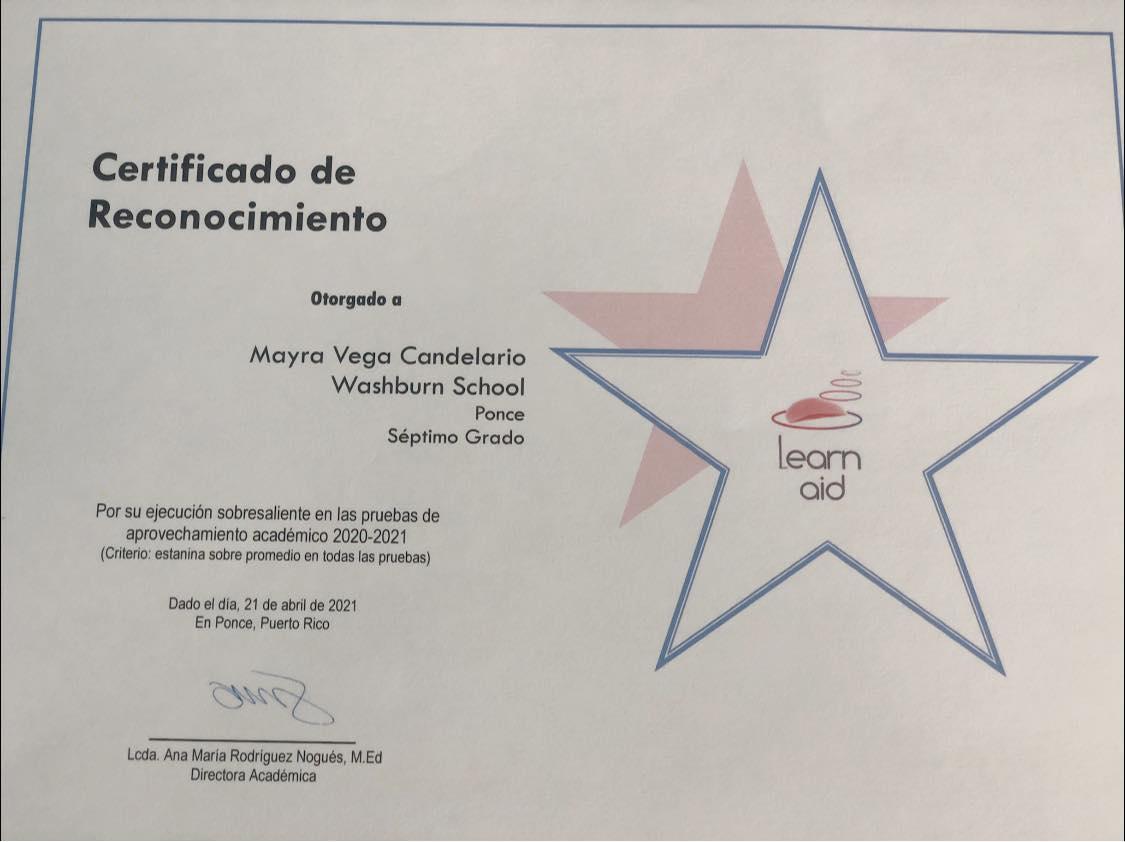 Certificado de
Reconocimiento
Otorgado a
Mayra Vega Candelario
Washburn School
Ponce
Séptimo Grado
Por su ejecución sobresaliente en las pruebas de
aprovechamiento académico 2020-2021
(Criterio: estanina sobre promedio en todas las pruebas)
Dado el día, 21 de abril de 2021
En Ponce, Puerto Rico
Lcda. Ana María Rodríguez Nogués, M.Ed
Directora Académica
learn
aid